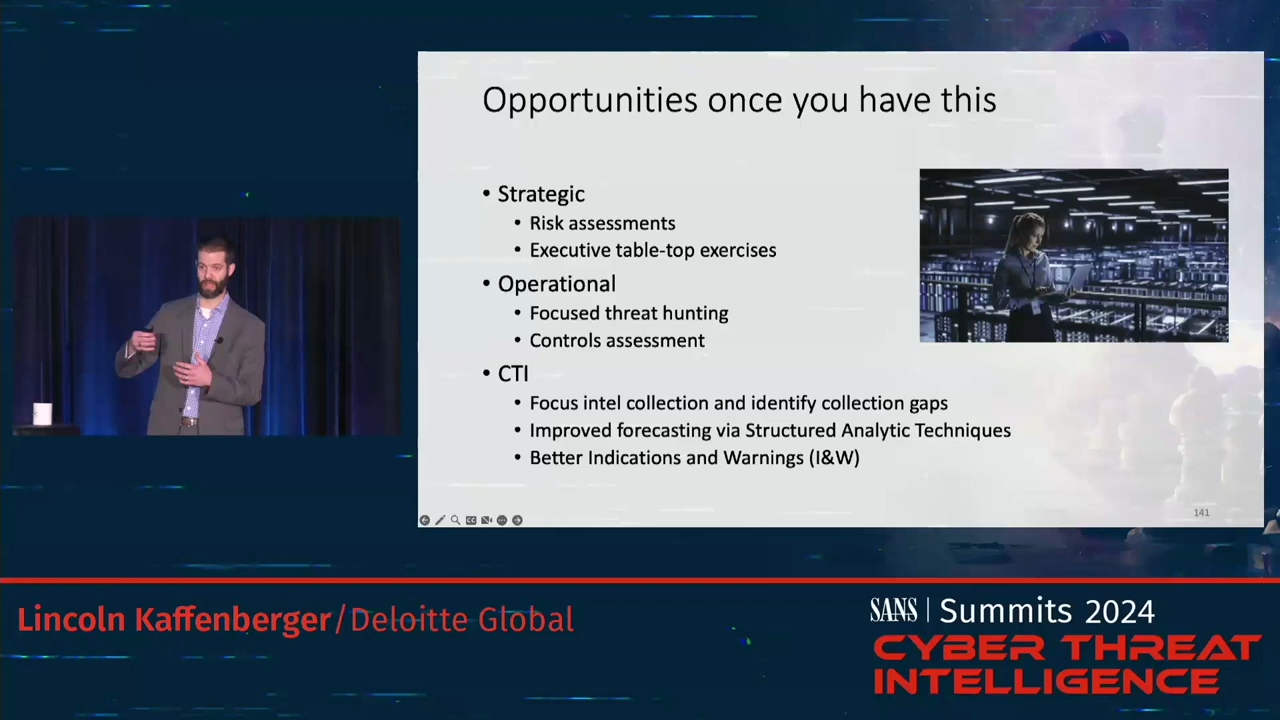 Opportunities once you have this
• Strategic
• Risk assessments
• Executive table-top exercises
• Operational
• Focused threat hunting
• Controls assessment
• CTI
• Focus intel collection and identify collection gaps
• Improved forecasting via Structured Analytic Techniques
• Better Indications and Warnings (I&W)
141
Lincoln Kaffenberger/Deloitte Global
SANS | Summits 2024
CYBER THREAT
INTELLIGENCE